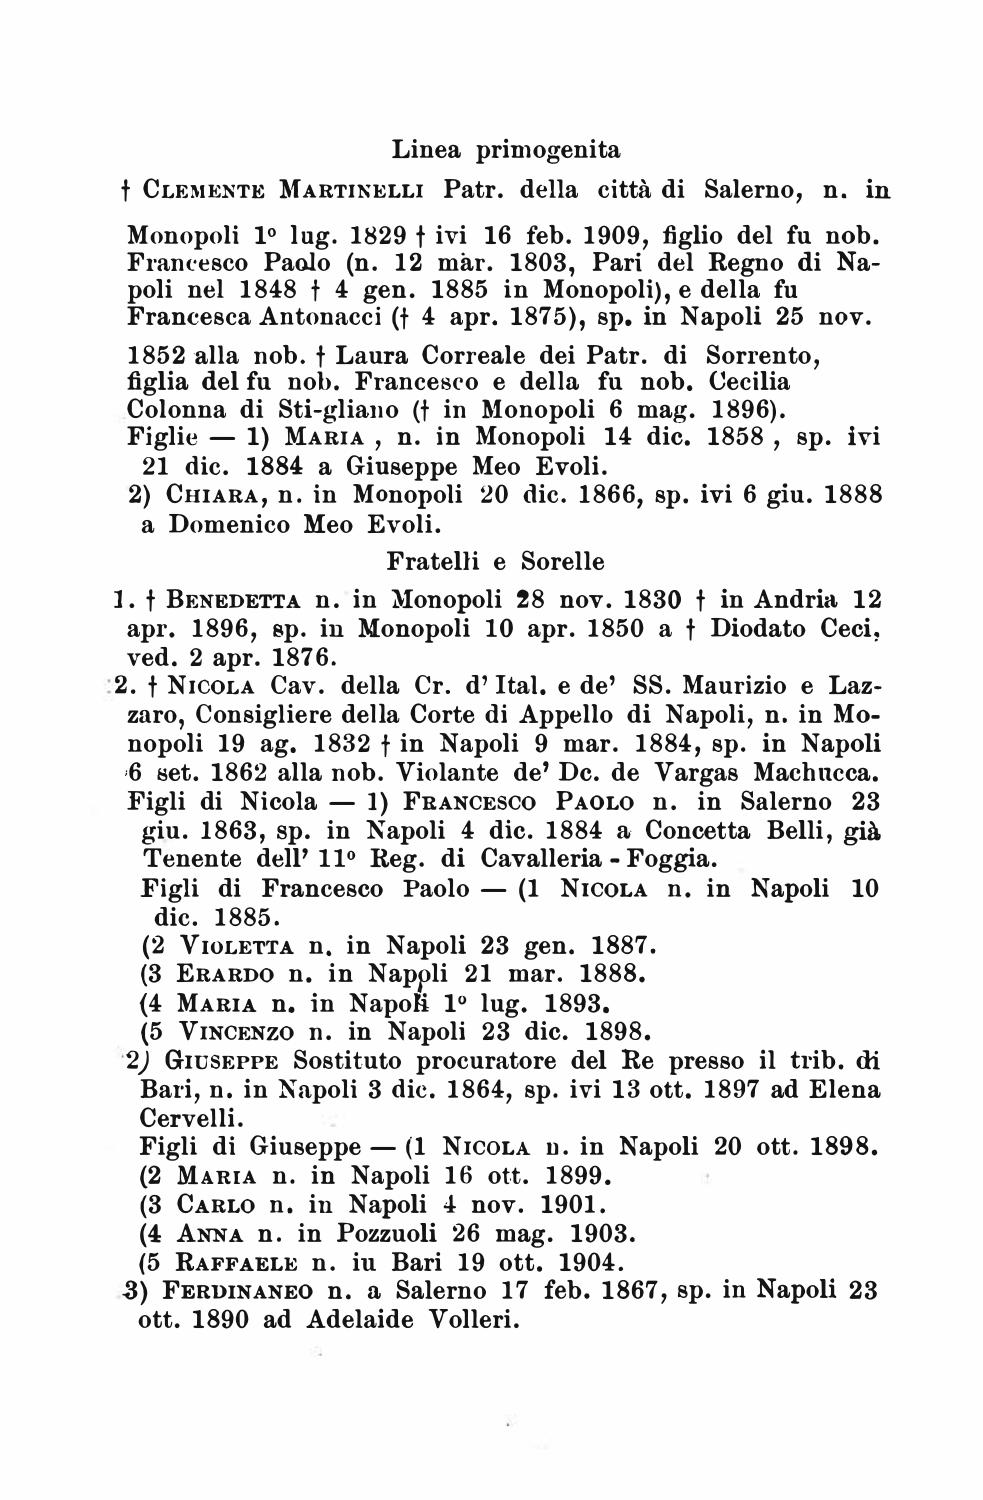 Linea primogenita
† CLEMENTE MARTINELLI Patr. della città di Salerno, n. in
Monopoli 1º lug. 1829 † ivi 16 feb. 1909, figlio del fu nob.
Francesco Paolo (n. 12 màr. 1803, Pari del Regno di Na-
poli nel 1848 † 4 gen. 1885 in Monopoli), e della fu
Francesca Antonacci († 4 apr. 1875), sp. in Napoli 25 nov.
1852 alla nob. † Laura Correale dei Patr. di Sorrento,
figlia del fu nob. Francesco e della fu nob. Cecilia
Colonna di Sti-gliano († in Monopoli 6 mag. 1896).
Figlie — 1) MARIA , n. in Monopoli 14 dic. 1858 , sp. ivi
21 dic. 1884 a Giuseppe Meo Evoli.
2) CHIARA, n. in Monopoli 20 dic. 1866, sp. ivi 6 giu. 1888
a Domenico Meo Evoli.
Fratelli e Sorelle
1. † BENEDETTA n. in Monopoli 28 nov. 1830 † in Andria 12
apr. 1896, sp. in Monopoli 10 apr. 1850 a † Diodato Ceci,
ved. 2 apr. 1876.
2. † NICOLA Cav. della Cr. d' Ital. e de' SS. Maurizio e Laz-
zaro, Consigliere della Corte di Appello di Napoli, n. in Mo-
nopoli 19 ag. 1832 † in Napoli 9 mar. 1884, sp. in Napoli
6 set. 1862 alla nob. Violante de' Dc. de Vargas Machucca.
Figli di Nicola — 1) FRANCESCO PAOLO n. in Salerno 23
giu. 1863, sp. in Napoli 4 dic. 1884 a Concetta Belli, già
Tenente dell' 11º Reg. di Cavalleria - Foggia.
Figli di Francesco Paolo — (1 NICOLA n. in Napoli 10
dic. 1885.
(2 VIOLETTA n. in Napoli 23 gen. 1887.
(3 ERARDO n. in Napoli 21 mar. 1888.
(4 MARIA n. in Napoli 1º lug. 1893.
(5 VINCENZO n. in Napoli 23 dic. 1898.
2) GIUSEPPE Sostituto procuratore del Re presso il trib. di
Bari, n. in Napoli 3 dic. 1864, sp. ivi 13 ott. 1897 ad Elena
Cervelli.
Figli di Giuseppe — (1 NICOLA n. in Napoli 20 ott. 1898.
(2 MARIA n. in Napoli 16 ott. 1899.
(3 CARLO n. in Napoli 4 nov. 1901.
(4 ANNA n. in Pozzuoli 26 mag. 1903.
(5 RAFFAELE n. iu Bari 19 ott. 1904.
3) FERDINANEO n. a Salerno 17 feb. 1867, sp. in Napoli 23
ott. 1890 ad Adelaide Volleri.